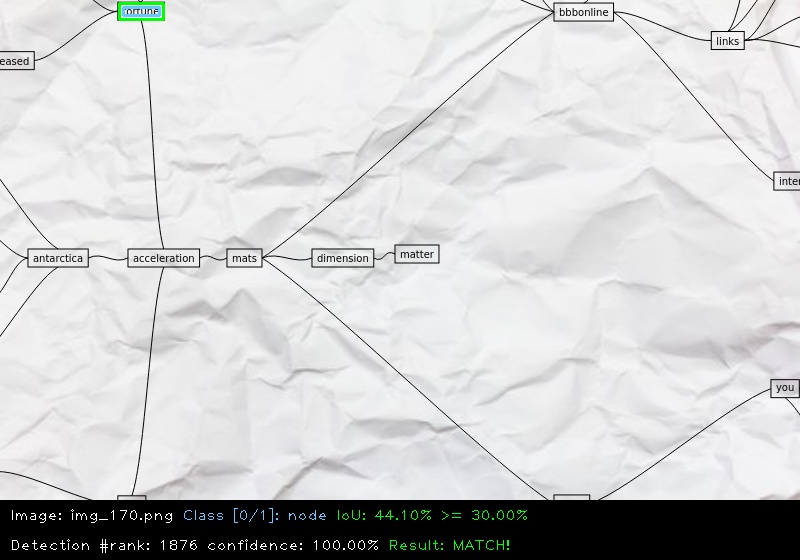 fortune
bbbonline
links
eased
inter
antarctica
acceleration
mats
dimension
matter
you
Image: img_170.png Class [0/1]: node IoU: 44.10% >= 30.00%
Detection #rank: 1876 confidence: 100.00% Result: MATCH!